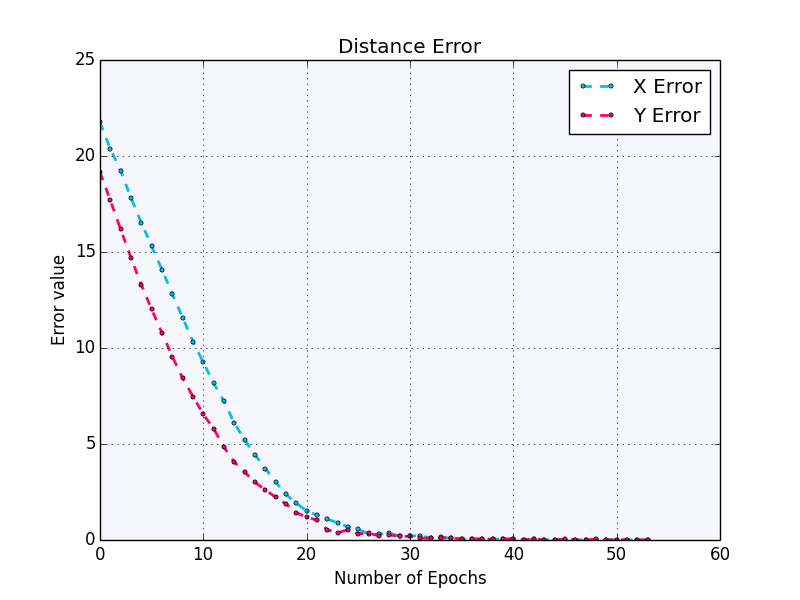 Distance Error
X Error
Y Error
25
20
15
10
5
0
Error value
0 10 20 30 40 50 60
Number of Epochs